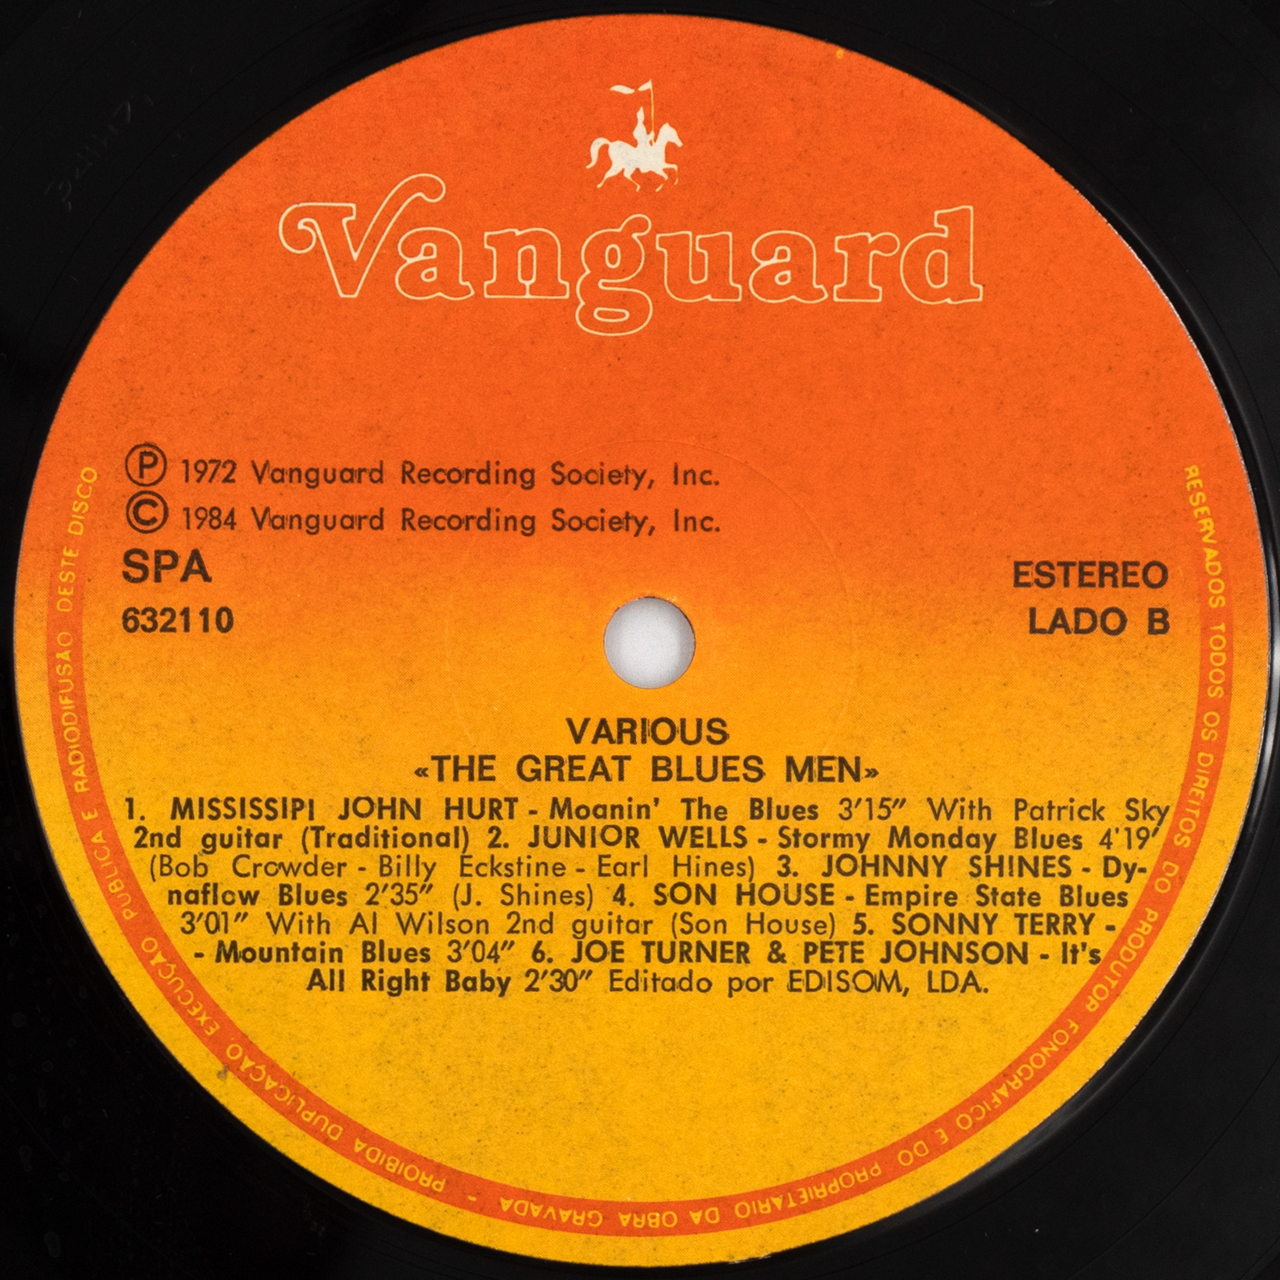 Vanguard
Ⓟ 1972 Vanguard Recording Society, Inc.
© 1984 Vanguard Recording Society, Inc.
SPA
632110
ESTEREO
LADO B
VARIOUS
«THE GREAT BLUES MEN»
1. MISSISSIPI JOHN HURT - Moanin' The Blues 3'15" With Patrick Sky
2nd guitar (Traditional) 2. JUNIOR WELLS - Stormy Monday Blues 4'19"
(Bob Crowder - Billy Eckstine - Earl Hines) 3. JOHNNY SHINES - Dy-
naflow Blues 2'35" (J. Shines) 4. SON HOUSE - Empire State Blues
3'01" With Al Wilson 2nd guitar (Son House) 5. SONNY TERRY -
- Mountain Blues 3'04" 6. JOE TURNER & PETE JOHNSON - It's
All Right Baby 2'30" Editado por EDISOM, LDA.
RESERVADOS TODOS OS DIREITOS DO PRODUTOR FONOGRAFICO E DO PROPRIETARIO DA OBRA GRAVADA - PROIBIDA DUPLICAÇÃO, EXECUÇÃO PUBLICA E RADIODIFUSÃO DESTE DISCO